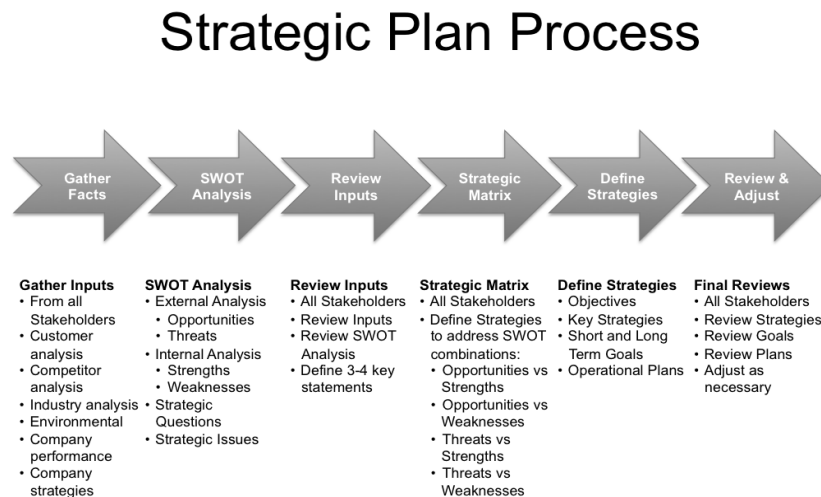 Strategic Plan Process
Gather
Facts
SWOT
Analysis
Review
Inputs
Strategic
Matrix
Define
Strategies
Review &
Adjust
Gather Inputs
• From all
Stakeholders
• Customer
analysis
• Competitor
analysis
• Industry analysis
• Environmental
• Company
performance
• Company
strategies
SWOT Analysis
• External Analysis
• Opportunities
• Threats
• Internal Analysis
• Strengths
• Weaknesses
• Strategic
Questions
• Strategic Issues
Review Inputs
• All Stakeholders
• Review Inputs
• Review SWOT
Analysis
• Define 3-4 key
statements
Strategic Matrix
• All Stakeholders
• Define Strategies
to address SWOT
combinations:
• Opportunities vs
Strengths
• Opportunities vs
Weaknesses
• Threats vs
Strengths
• Threats vs
Weaknesses
Define Strategies
• Objectives
• Key Strategies
• Short and Long
Term Goals
• Operational Plans
Final Reviews
• All Stakeholders
• Review Strategies
• Review Goals
• Review Plans
• Adjust as
necessary